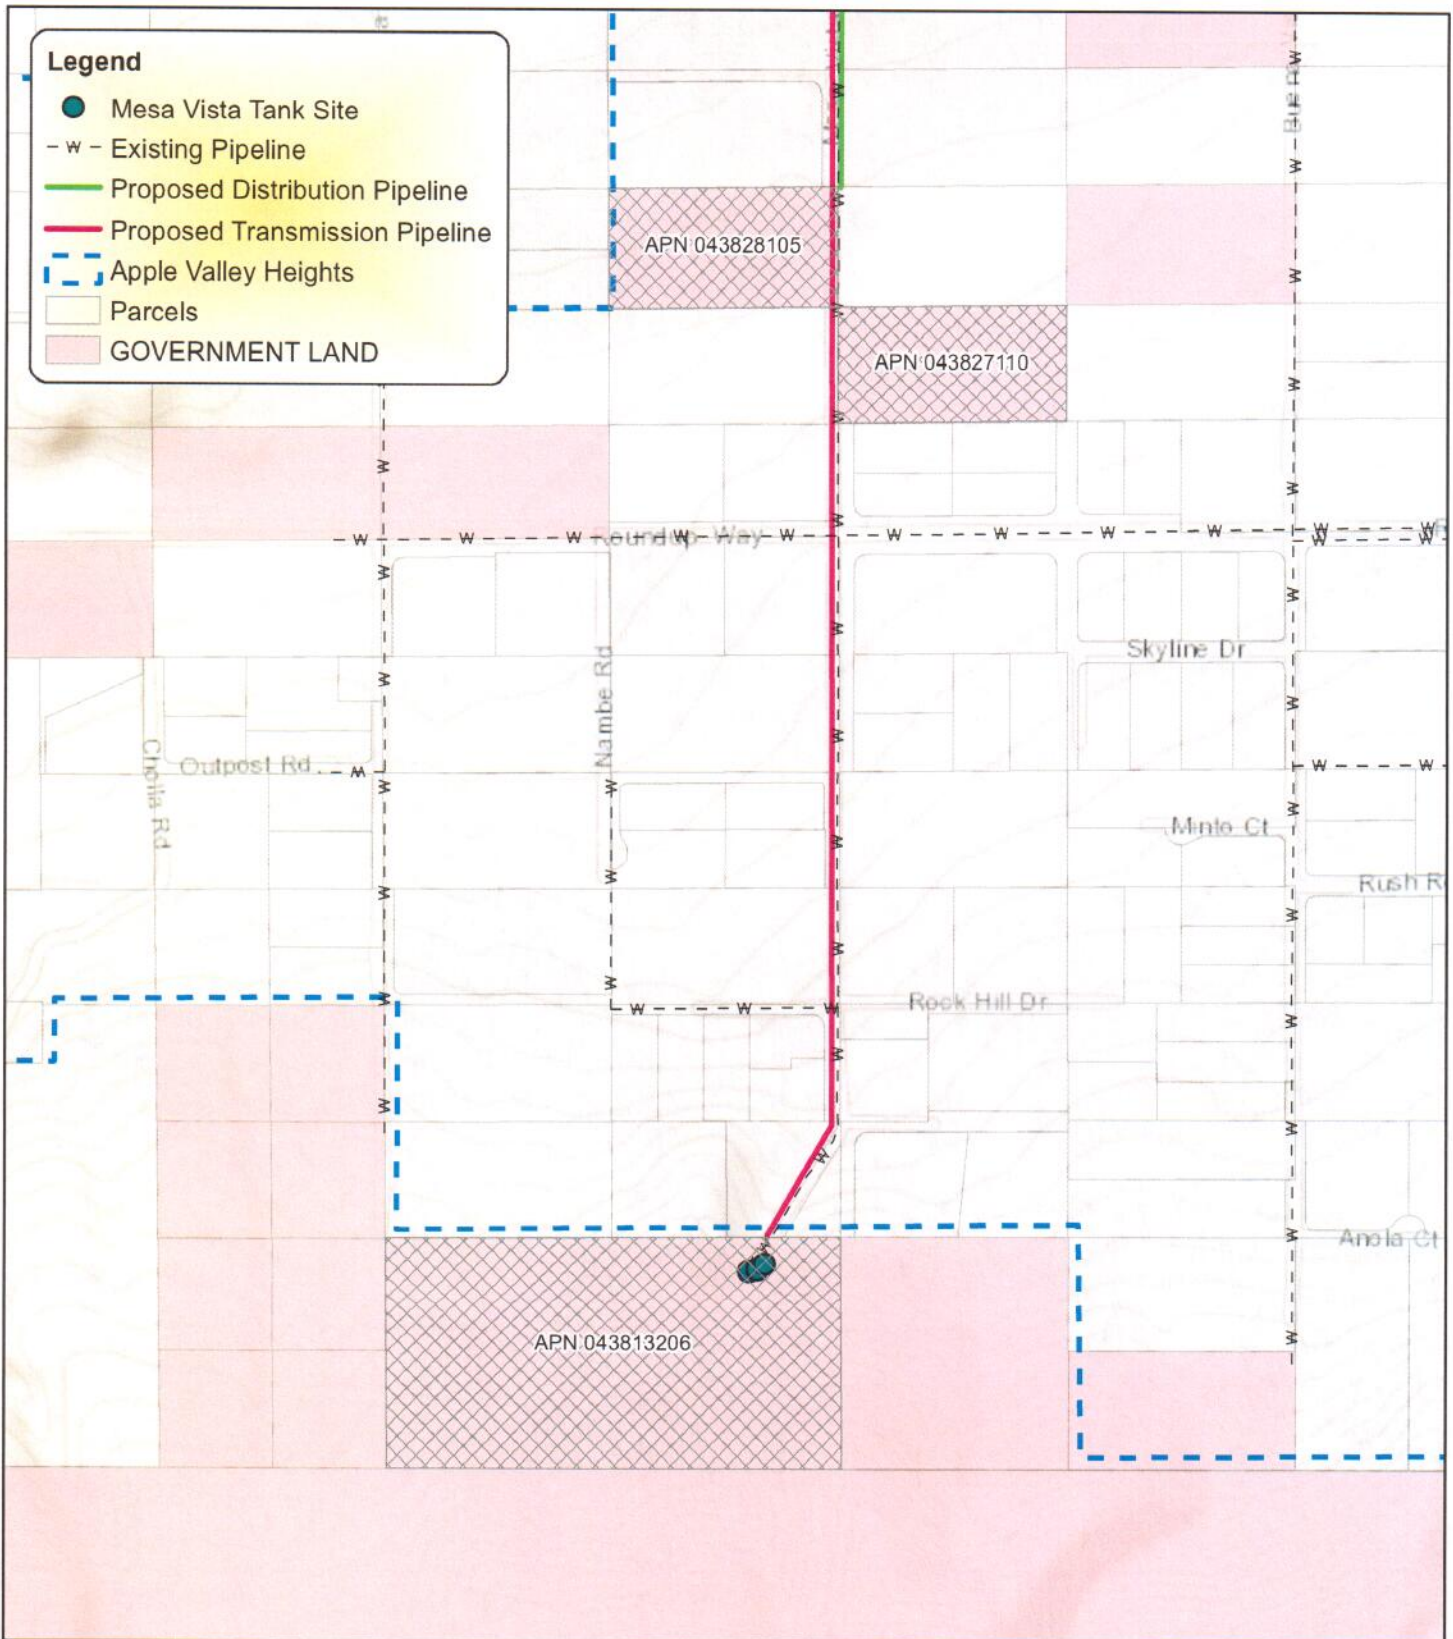 Legend
Mesa Vista Tank Site
- W - Existing Pipeline
Proposed Distribution Pipeline
Proposed Transmission Pipeline
Apple Valley Heights
Parcels
GOVERNMENT LAND
APN 043828105
APN 043827110
Roundup Way
Skyline Dr
Nambe Rd
Cholla Rd
Outpost Rd
Minto Ct
Rush R
Rock Hill Dr
Anola Ct
APN 043813206